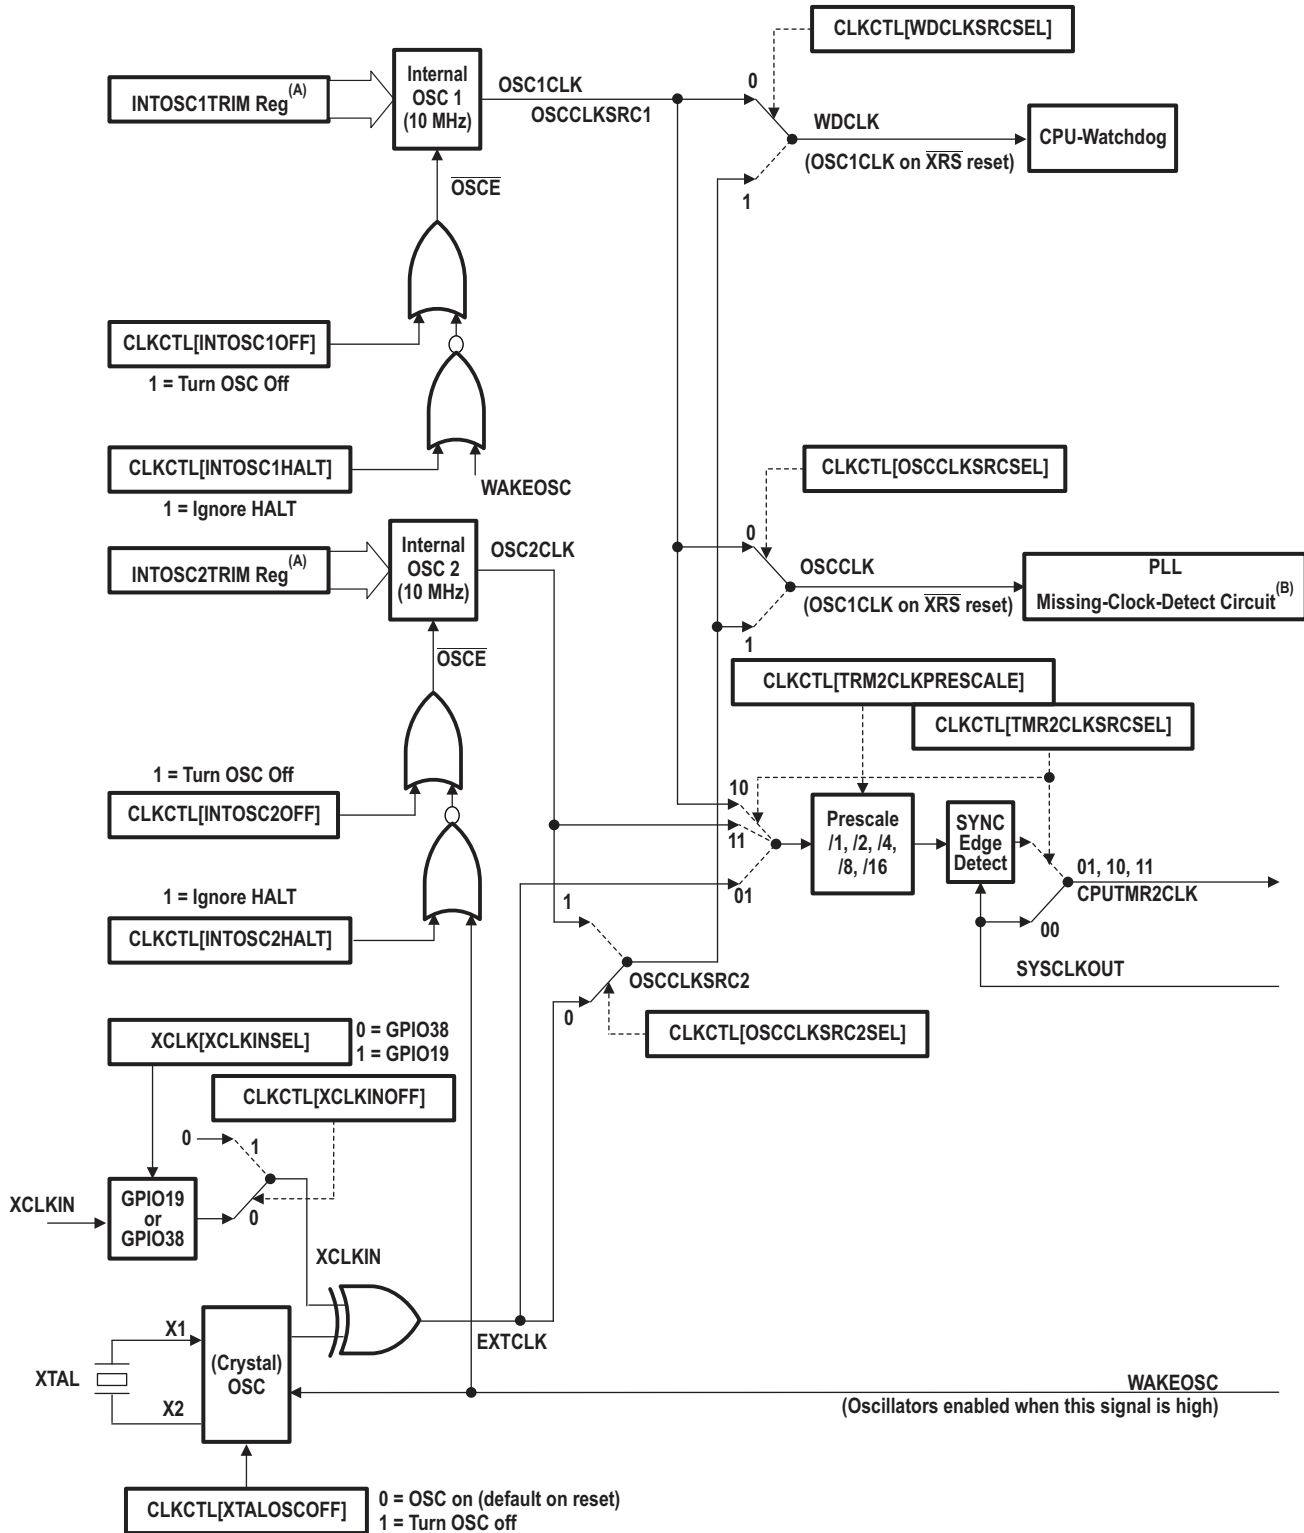 CLKCTL[WDCLKSRCSEL]
INTOSC1TRIM Reg(A)
Internal
OSC 1
(10 MHz)
OSC1CLK
OSCCLKSRC1
0
WDCLK
(OSC1CLK on XRS reset)
1
CPU-Watchdog
OSCE
CLKCTL[INTOSC1OFF]
1 = Turn OSC Off
CLKCTL[INTOSC1HALT]
1 = Ignore HALT
WAKEOSC
CLKCTL[OSCCLKSRCSEL]
INTOSC2TRIM Reg(A)
Internal
OSC 2
(10 MHz)
OSC2CLK
0
OSCCLK
(OSC1CLK on XRS reset)
1
PLL
Missing-Clock-Detect Circuit(B)
OSCE
CLKCTL[TRM2CLKPRESCALE]
CLKCTL[TMR2CLKSRCSEL]
1 = Turn OSC Off
CLKCTL[INTOSC2OFF]
10
11
01
Prescale
/1, /2, /4,
/8, /16
SYNC
Edge
Detect
01, 10, 11
CPUTMR2CLK
00
SYSCLKOUT
1 = Ignore HALT
CLKCTL[INTOSC2HALT]
1
OSCCLKSRC2
0
CLKCTL[OSCCLKSRC2SEL]
XCLK[XCLKINSEL]
0 = GPIO38
1 = GPIO19
CLKCTL[XCLKINOFF]
0
1
0
XCLKIN
GPIO19
or
GPIO38
XCLKIN
EXTCLK
XTAL
X1
X2
(Crystal)
OSC
WAKEOSC
(Oscillators enabled when this signal is high)
CLKCTL[XTALOSCOFF]
0 = OSC on (default on reset)
1 = Turn OSC off